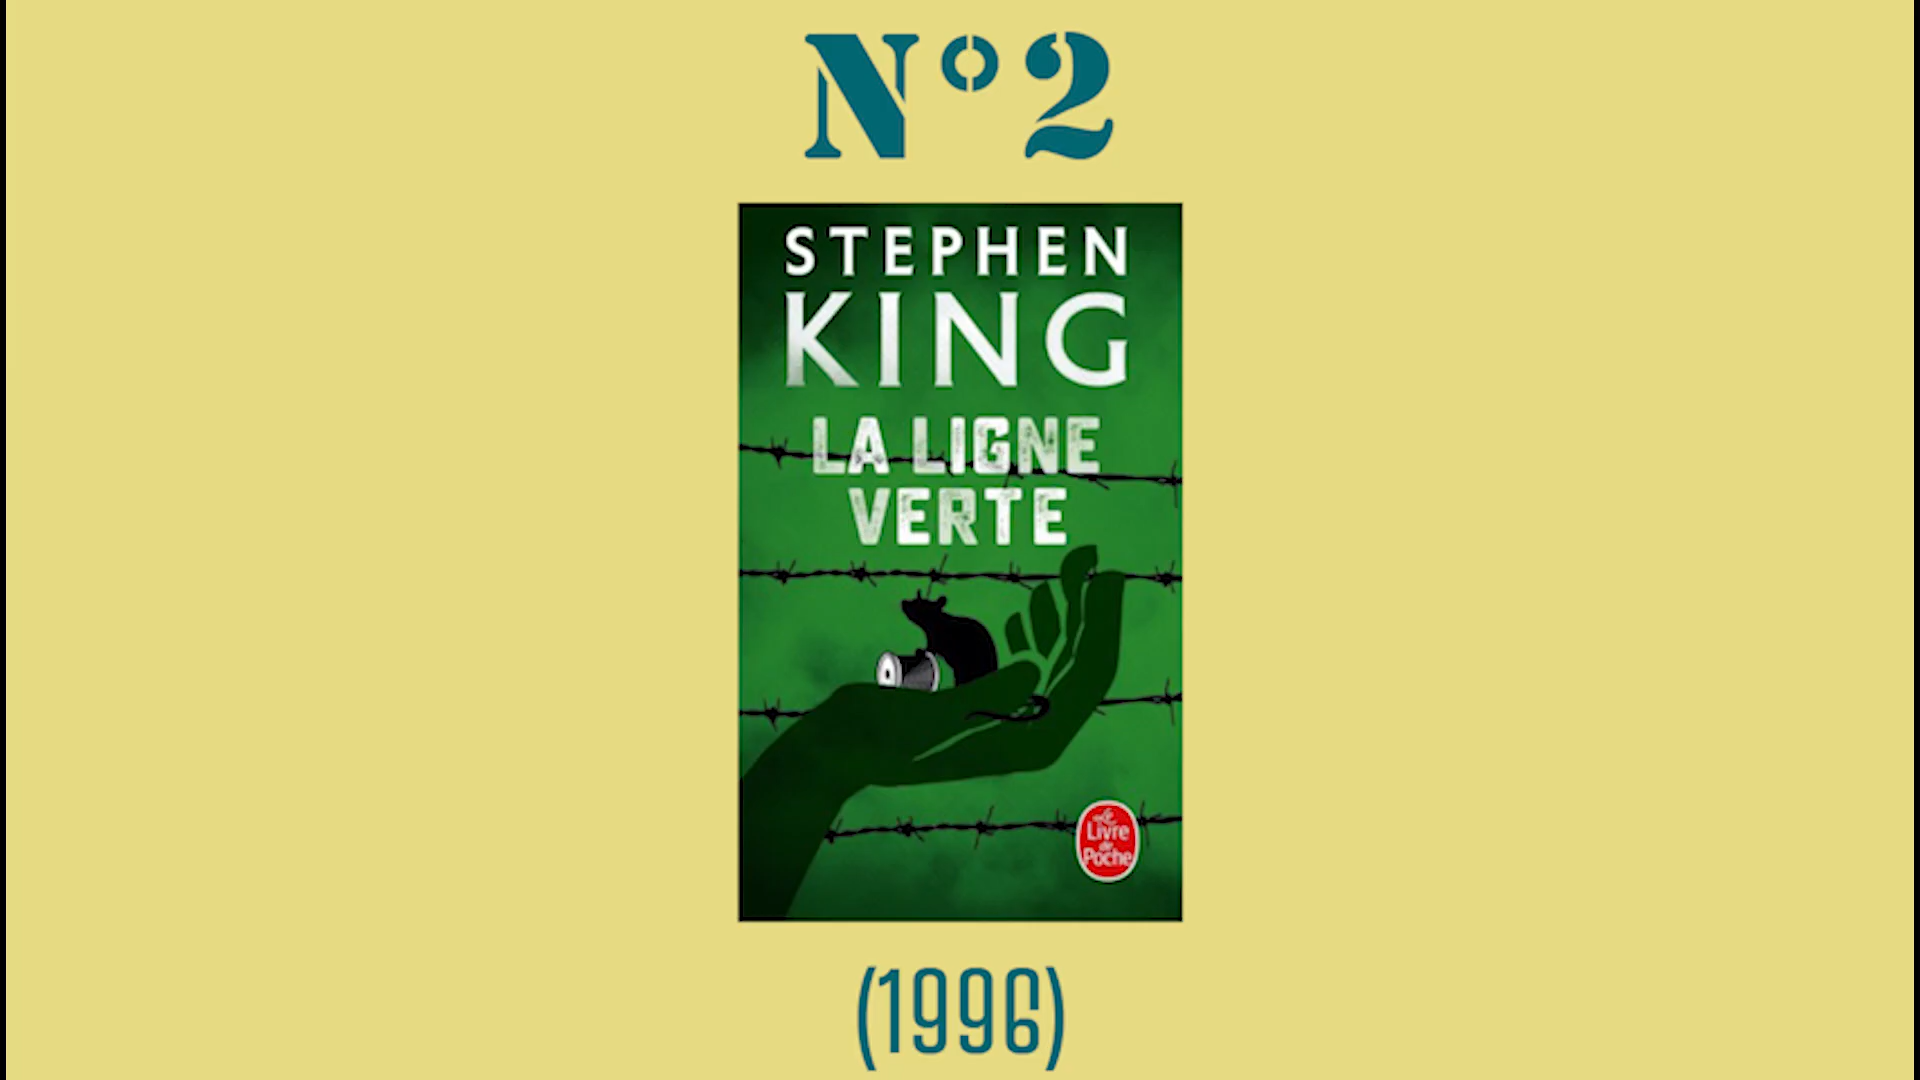 N°2
STEPHEN
KING
LA LIGNE
VERTE
Le
Livre
de
Poche
(1996)